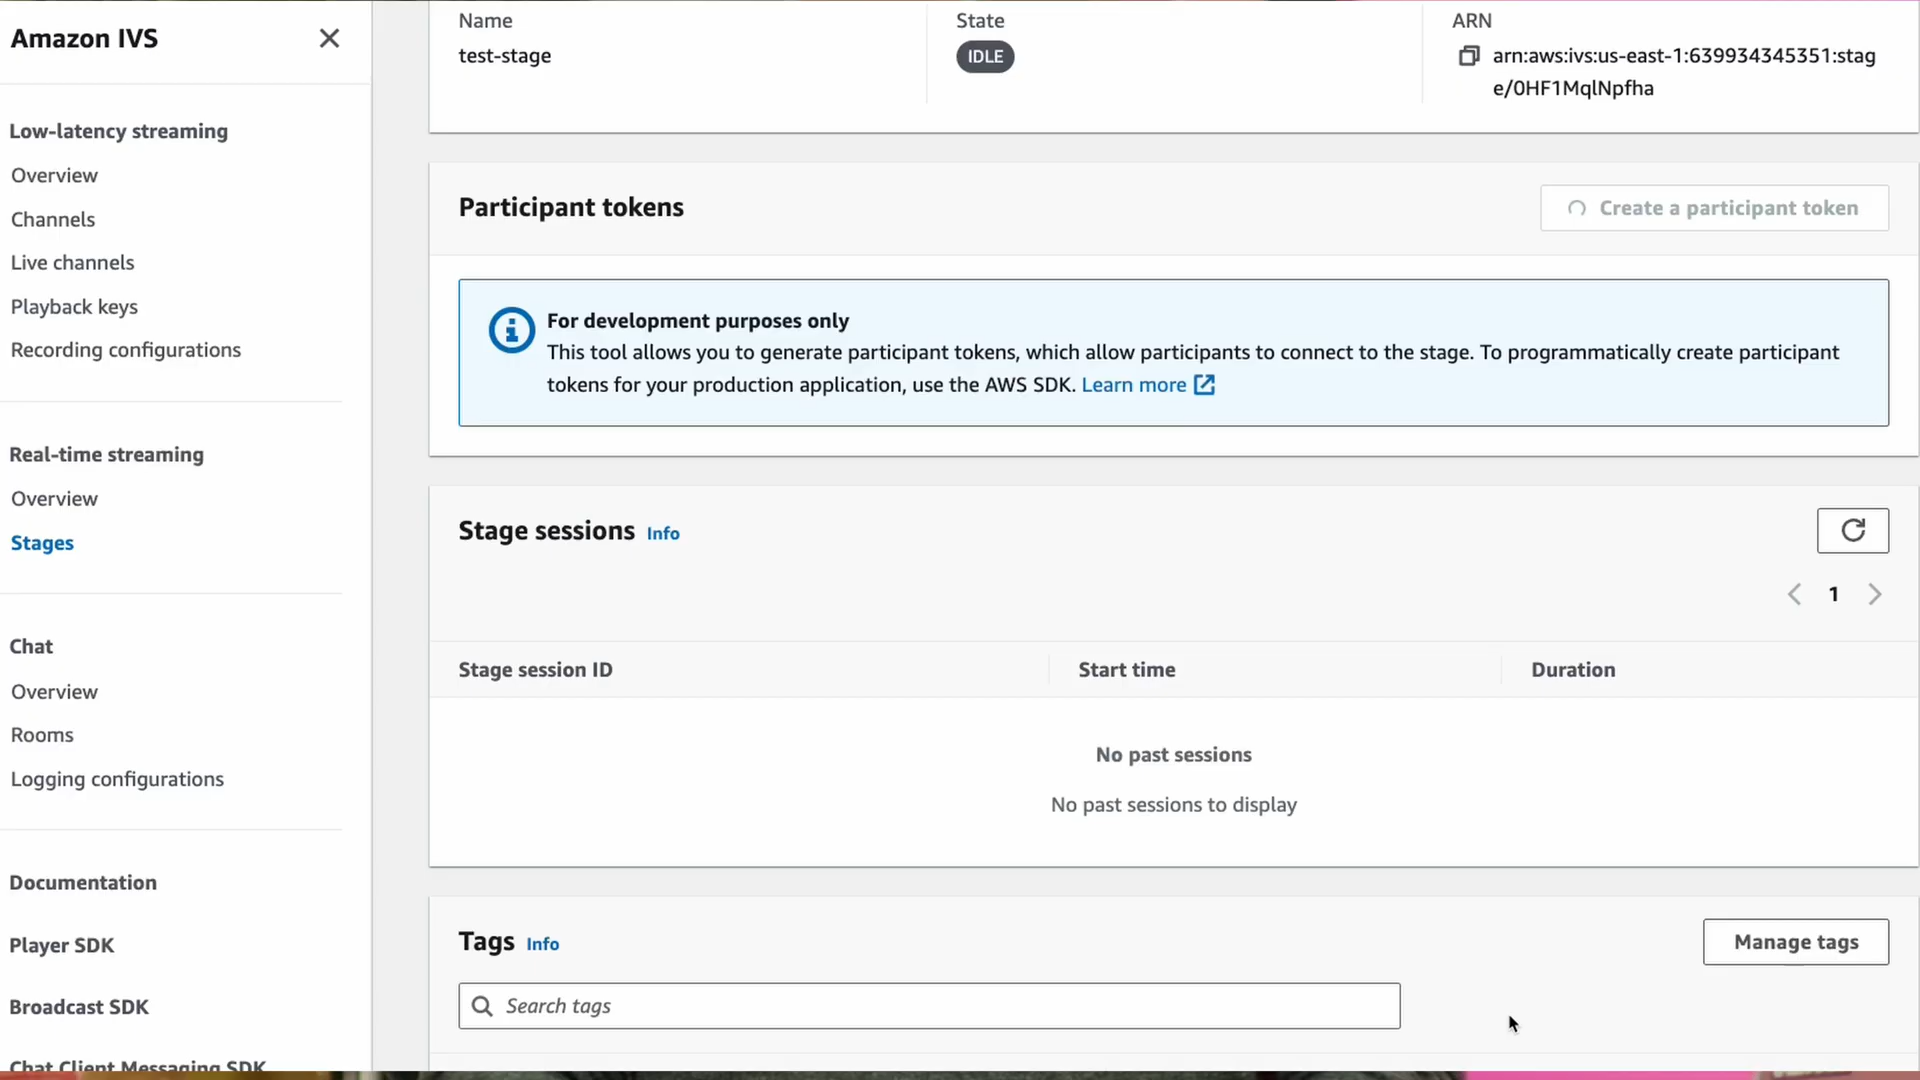 Amazon IVS
Low-latency streaming
Overview
Channels
Live channels
Playback keys
Recording configurations
Real-time streaming
Overview
Stages
Chat
Overview
Rooms
Logging configurations
Documentation
Player SDK
Broadcast SDK
Chat Client Messaging SDK
Name
test-stage
State
IDLE
ARN
arn:aws:ivs:us-east-1:639934345351:stag
e/0HF1MqlNpfha
Participant tokens
Create a participant token
For development purposes only
This tool allows you to generate participant tokens, which allow participants to connect to the stage. To programmatically create participant
tokens for your production application, use the AWS SDK. Learn more
Stage sessions Info
1
Stage session ID Start time Duration
No past sessions
No past sessions to display
Tags Info
Manage tags
Search tags